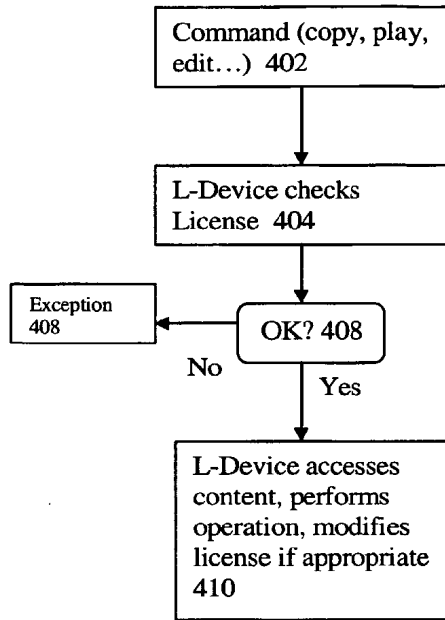 Command (copy, play,
edit...) 402
L-Device checks
License 404
Exception
408
OK? 408
No
Yes
L-Device accesses
content, performs
operation, modifies
license if appropriate
410